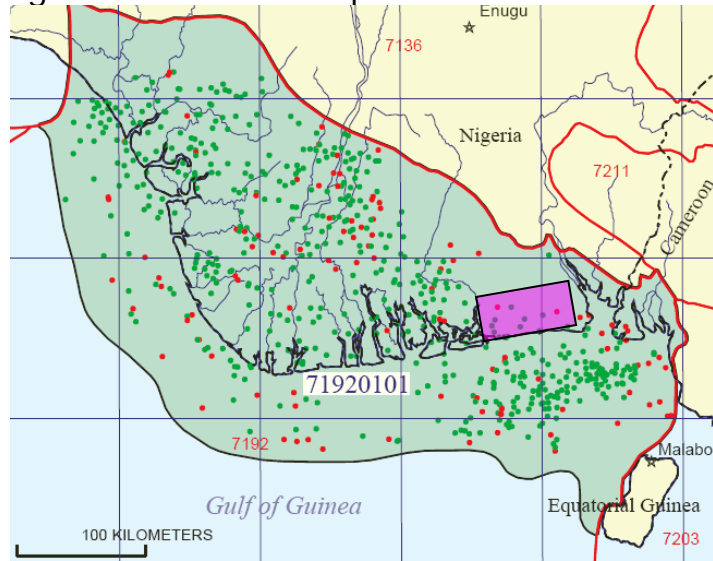 Enugu
7136
Nigeria
7211
Cameroon
71920101
7192
Malabo
Gulf of Guinea
Equatorial Guinea
100 KILOMETERS
7203